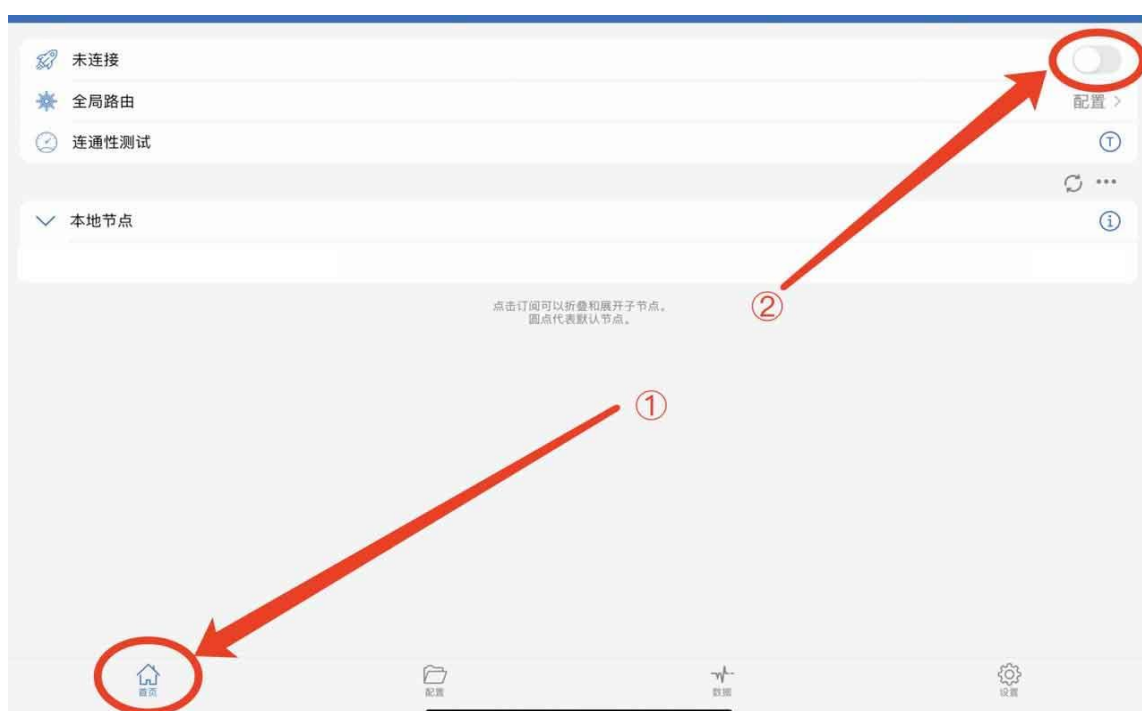 未连接
全局路由
配置 >
连通性测试
T
...
本地节点
i
点击订阅可以折叠和展开子节点。
圆点代表默认节点。
②
①
首页
配置
数据
设置